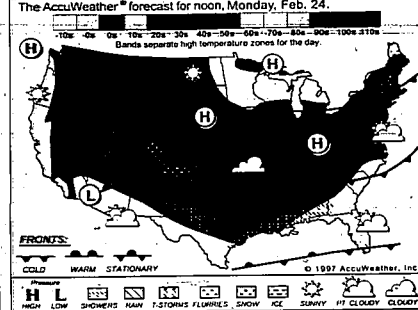 The AccuWeather® forecast for noon, Monday, Feb. 24.
-10s -0s 0s 10s 20s 30s 40s 50s 60s 70s 80s 90s 100s 110s
Bands separate high temperature zones for the day.
H
H
H
H
L
FRONTS:
COLD WARM STATIONARY
© 1997 AccuWeather, Inc
Pressure
H L
HIGH LOW SHOWERS RAIN T-STORMS FLURRIES SNOW ICE SUNNY PT CLOUDY CLOUDY